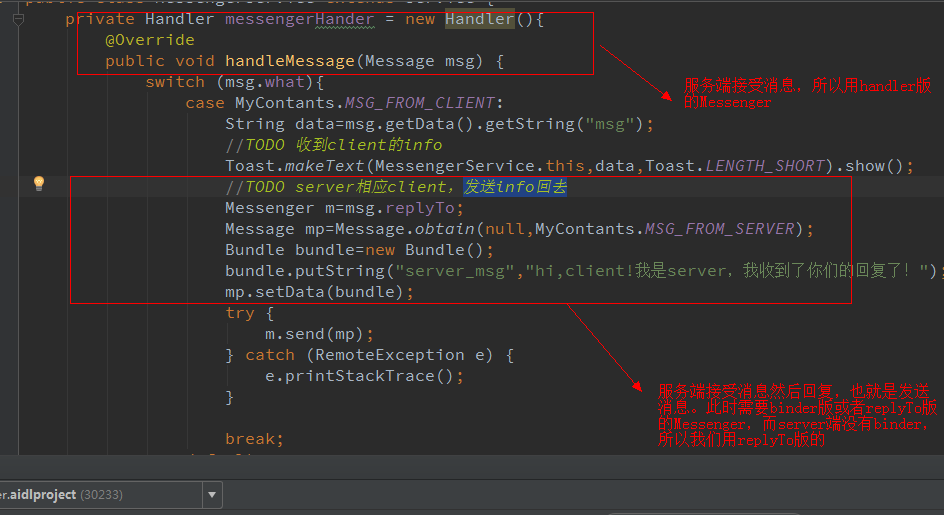 private Handler messengerHander = new Handler(){
@Override
public void handleMessage(Message msg) {
switch (msg.what){
case MyContants.MSG_FROM_CLIENT:
String data=msg.getData().getString("msg");
//TODO 收到client的info
Toast.makeText(MessengerService.this,data,Toast.LENGTH_SHORT).show();
//TODO server相应client，发送info回去
Messenger m=msg.replyTo;
Message mp=Message.obtain(null,MyContants.MSG_FROM_SERVER);
Bundle bundle=new Bundle();
bundle.putString("server_msg","hi,client!我是server，我收到了你们的回复了！");
mp.setData(bundle);
try {
m.send(mp);
} catch (RemoteException e) {
e.printStackTrace();
}
break;
服务端接受消息，所以用handler版
的Messenger
服务端接受消息然后回复，也就是发送
消息。此时需要binder版或者replyTo版
的Messenger，而server端没有binder，
所以我们用replyTo版的
er.aidlproject (30233)